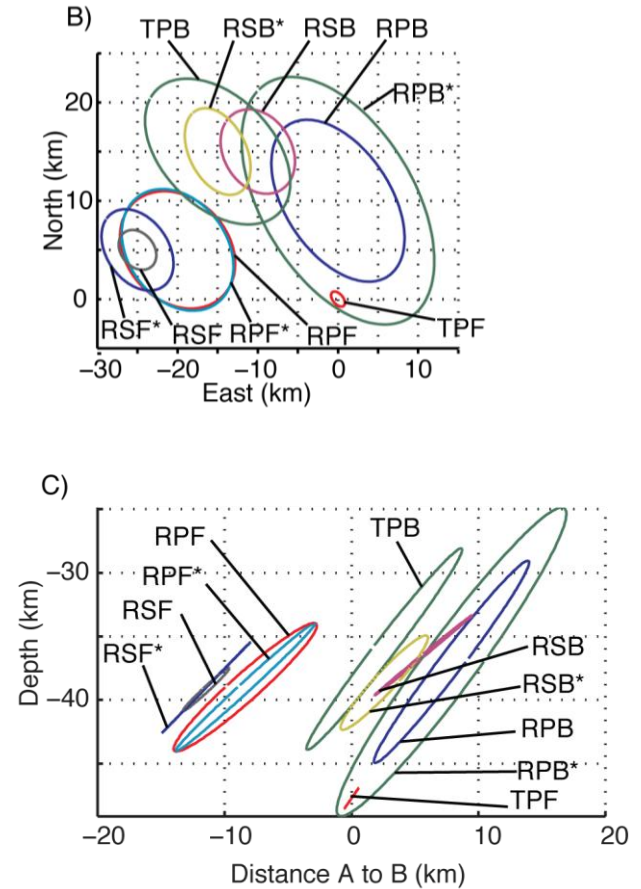 B)
TPB RSB* RSB RPB
RPB*
20
10
0
North (km)
RSF* RSF RPF* RPF TPF
−30 −20 −10 0 10
East (km)
C)
RPF
RPF*
RSF
RSF*
TPB
−30
−40
Depth (km)
RSB
RSB*
RPB
RPB*
TPF
−20 −10 0 10 20
Distance A to B (km)